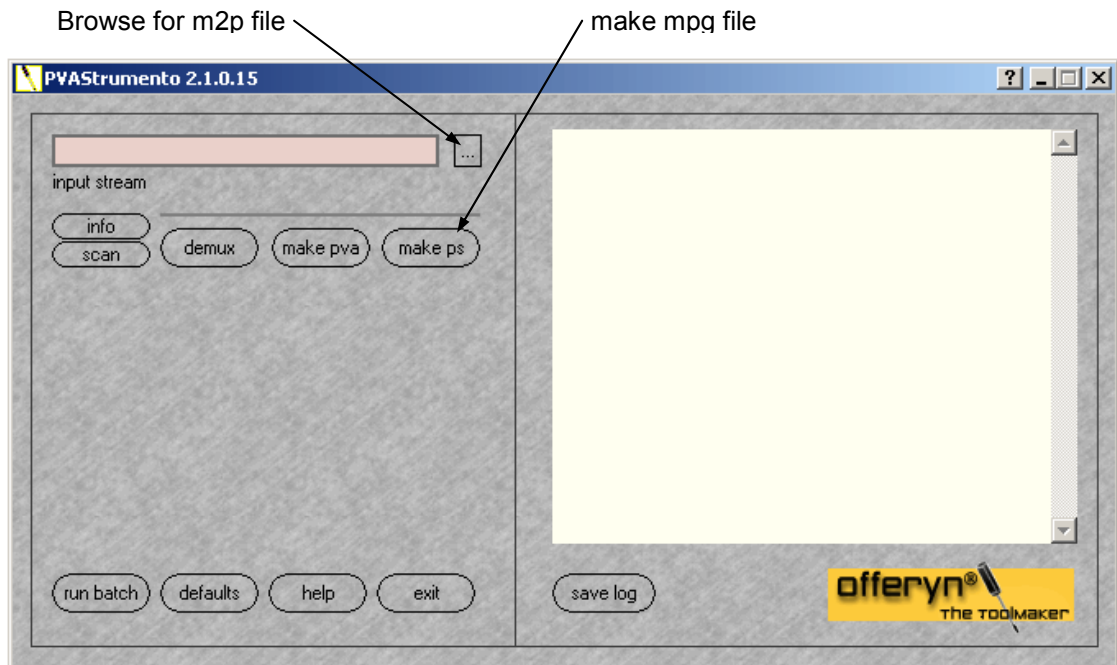 Browse for m2p file
make mpg file
PVAStrumento 2.1.0.15
...
input stream
info
scan
demux
make pva
make ps
run batch
defaults
help
exit
save log
offeryn®
The Toolmaker